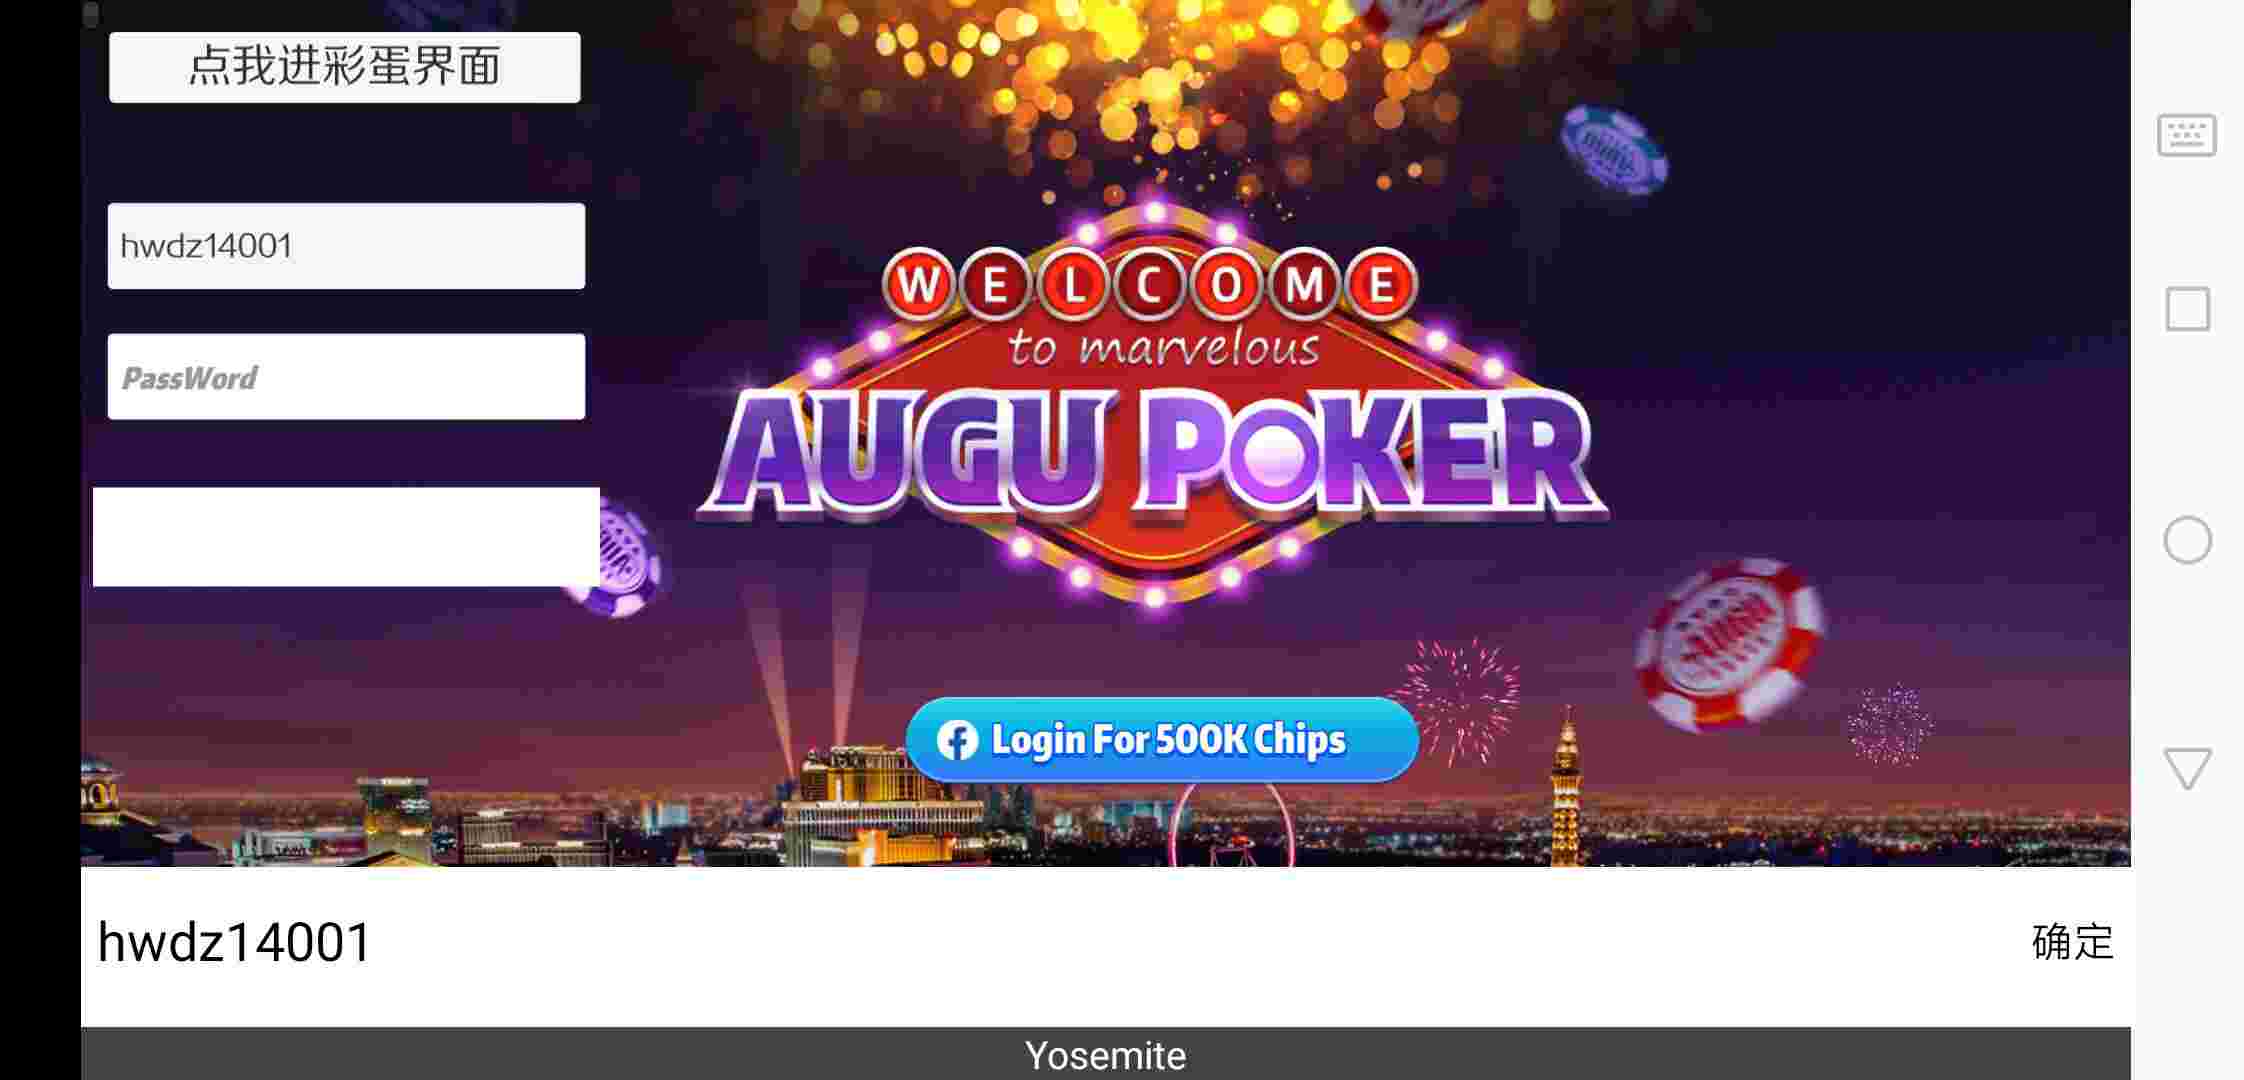 点我进彩蛋界面
hwdz14001
PassWord
WELCOME
to marvelous
AUGU POKER
Login For 500K Chips
hwdz14001
确定
Yosemite